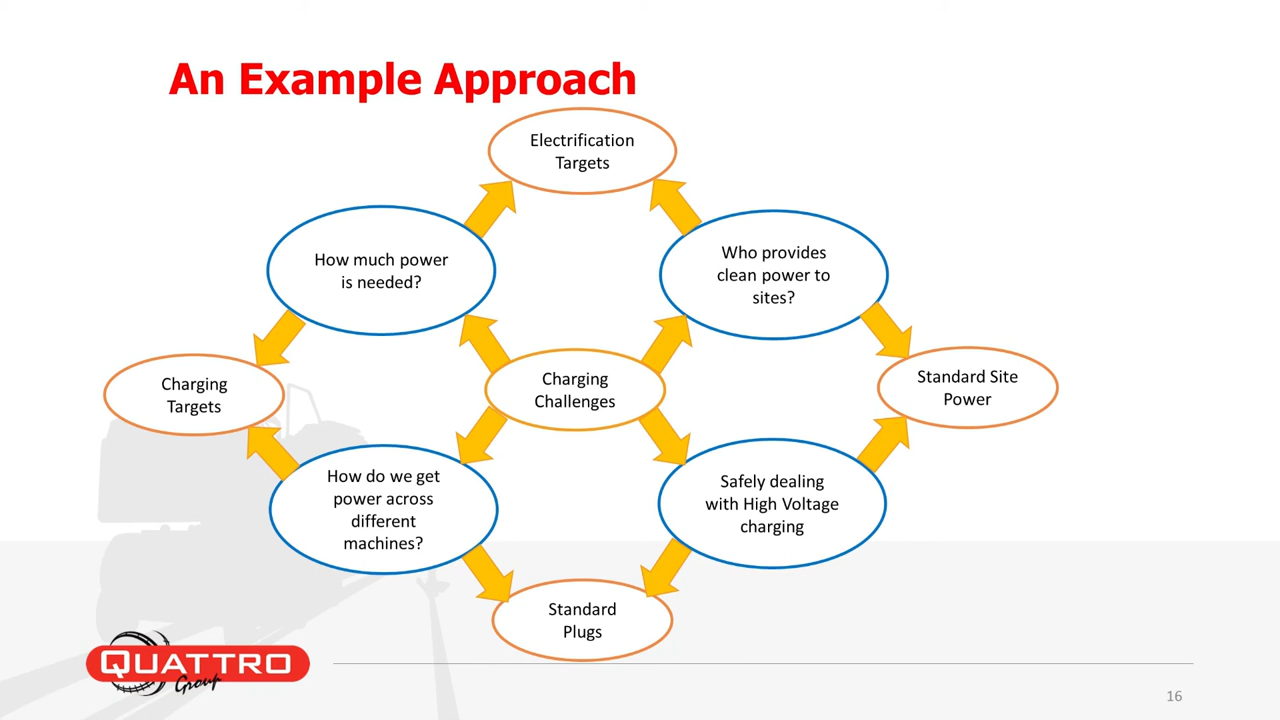 An Example Approach
Electrification
Targets
How much power
is needed?
Who provides
clean power to
sites?
Charging
Targets
Charging
Challenges
Standard Site
Power
How do we get
power across
different
machines?
Safely dealing
with High Voltage
charging
Standard
Plugs
QUATTRO
Group
16